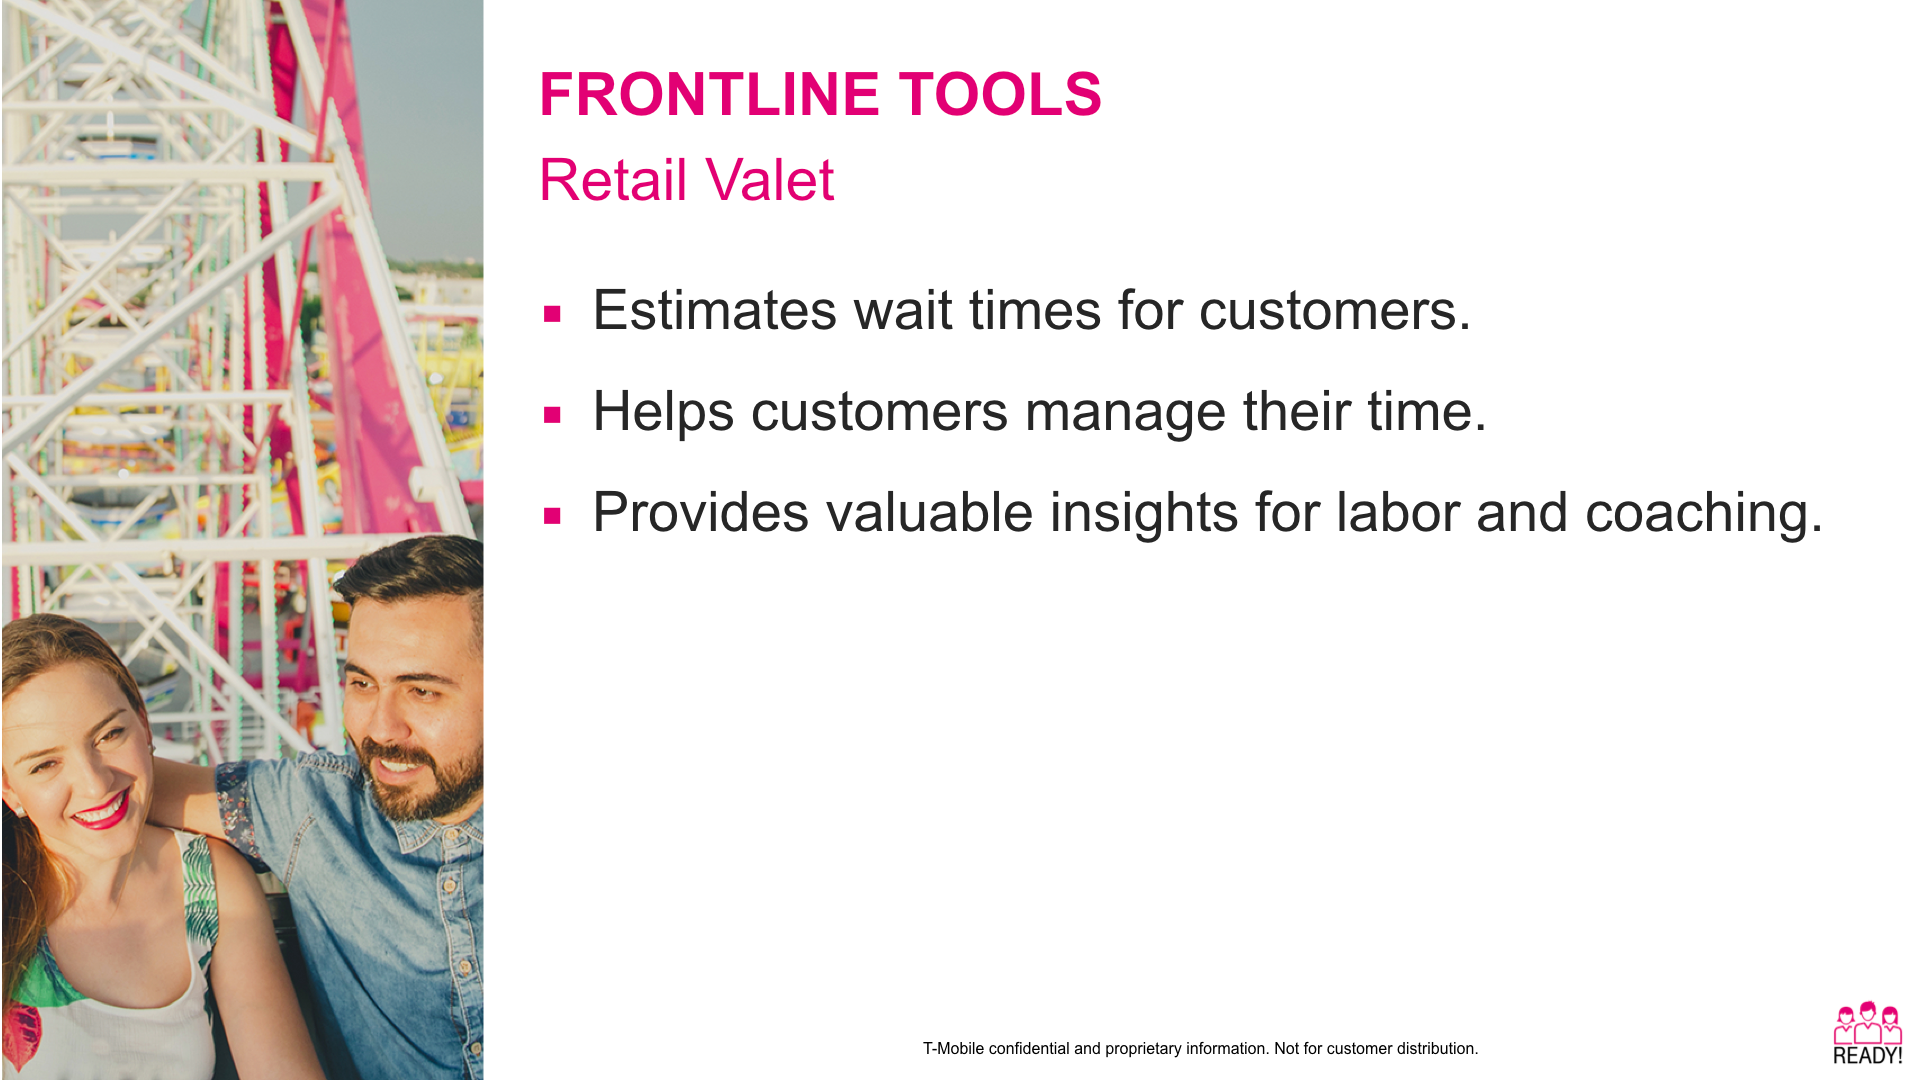 FRONTLINE TOOLS
Retail Valet
Estimates wait times for customers.
Helps customers manage their time.
Provides valuable insights for labor and coaching.
T-Mobile confidential and proprietary information. Not for customer distribution.
READY!